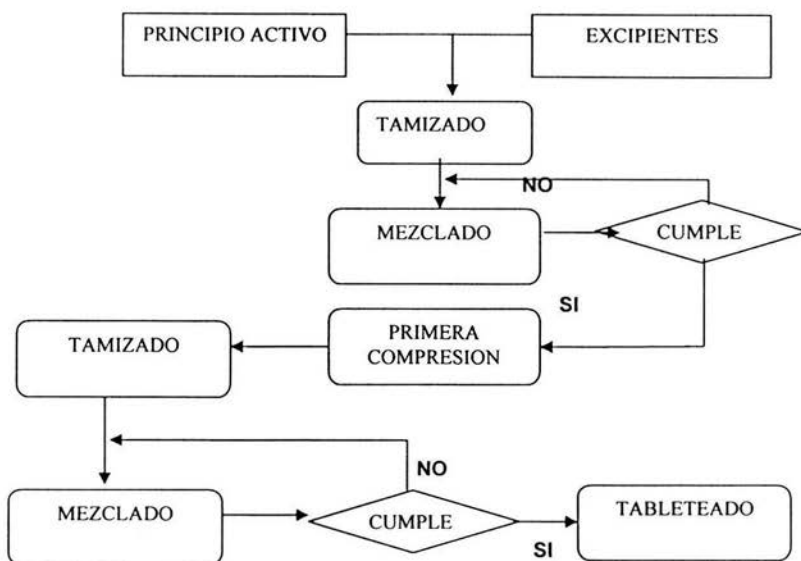 PRINCIPIO ACTIVO
EXCIPIENTES
TAMIZADO
NO
MEZCLADO
CUMPLE
SI
PRIMERA
COMPRESION
TAMIZADO
NO
MEZCLADO
CUMPLE
SI
TABLETEADO